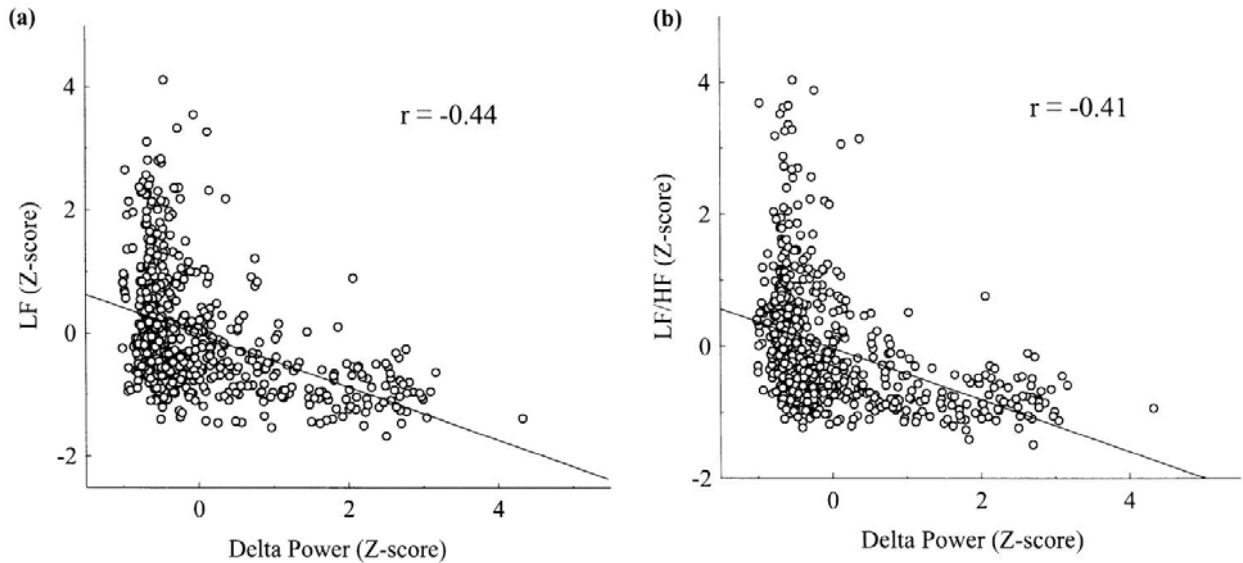 (a)
r = -0.44
LF (Z-score)
4
2
0
-2
0
2
4
Delta Power (Z-score)
(b)
r = -0.41
LF/HF (Z-score)
4
2
0
-2
0
2
4
Delta Power (Z-score)